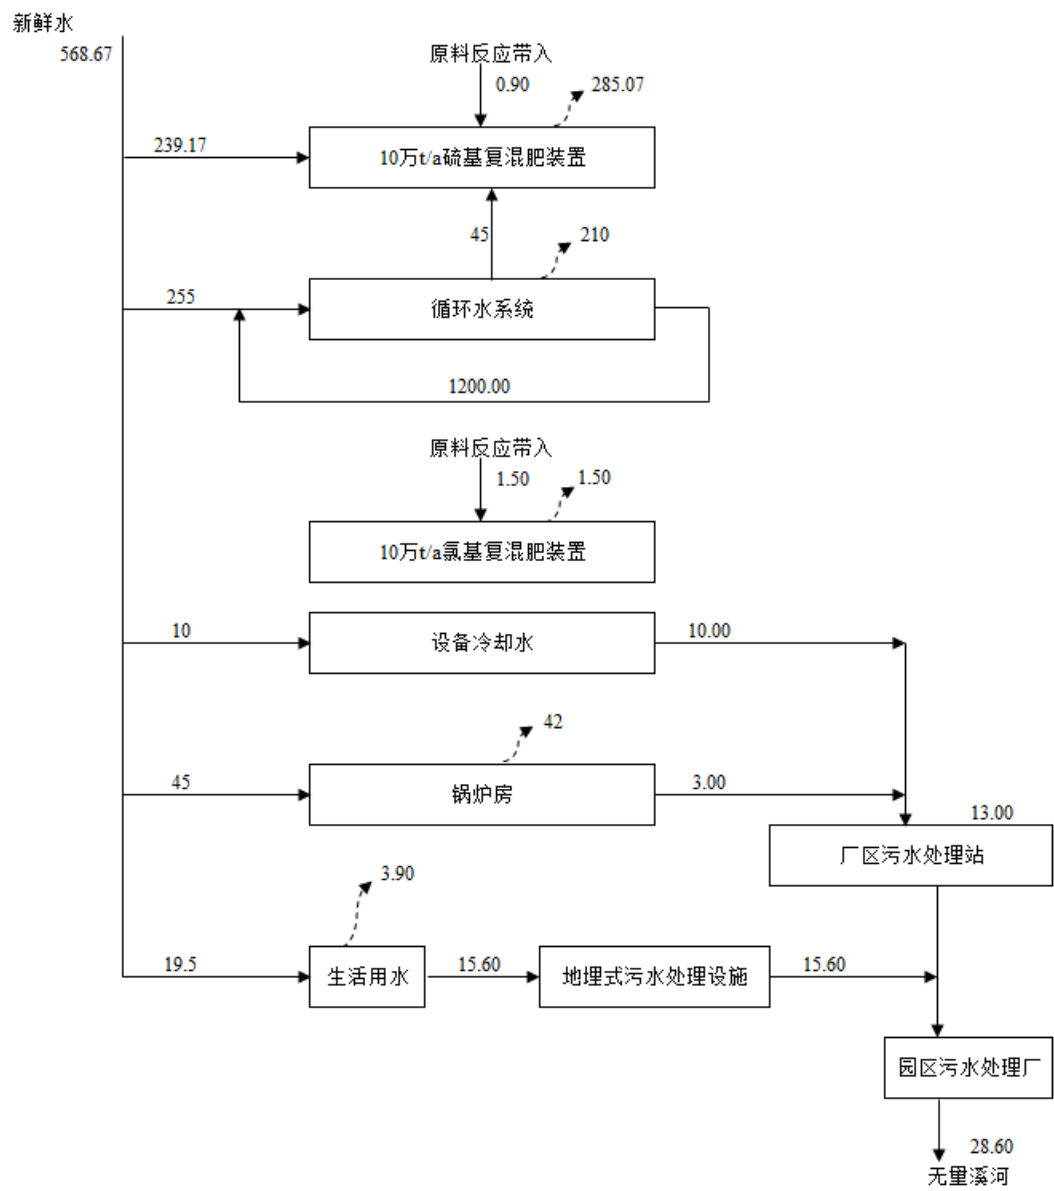 新鲜水
568.67
原料反应带入
0.90
285.07
239.17
10万t/a硫基复混肥装置
45
210
255
循环水系统
1200.00
原料反应带入
1.50
1.50
10万t/a氯基复混肥装置
10
设备冷却水
10.00
42
45
锅炉房
3.00
13.00
厂区污水处理站
3.90
19.5
生活用水
15.60
地埋式污水处理设施
15.60
园区污水处理厂
28.60
无量溪河